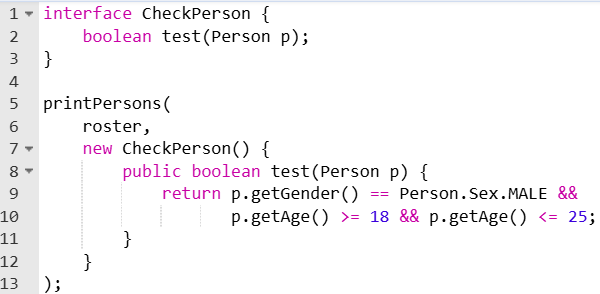 1 interface CheckPerson {
2     boolean test(Person p);
3 }
4
5 printPersons(
6     roster,
7     new CheckPerson() {
8         public boolean test(Person p) {
9             return p.getGender() == Person.Sex.MALE &&
10                    p.getAge() >= 18 && p.getAge() <= 25;
11         }
12     }
13 );